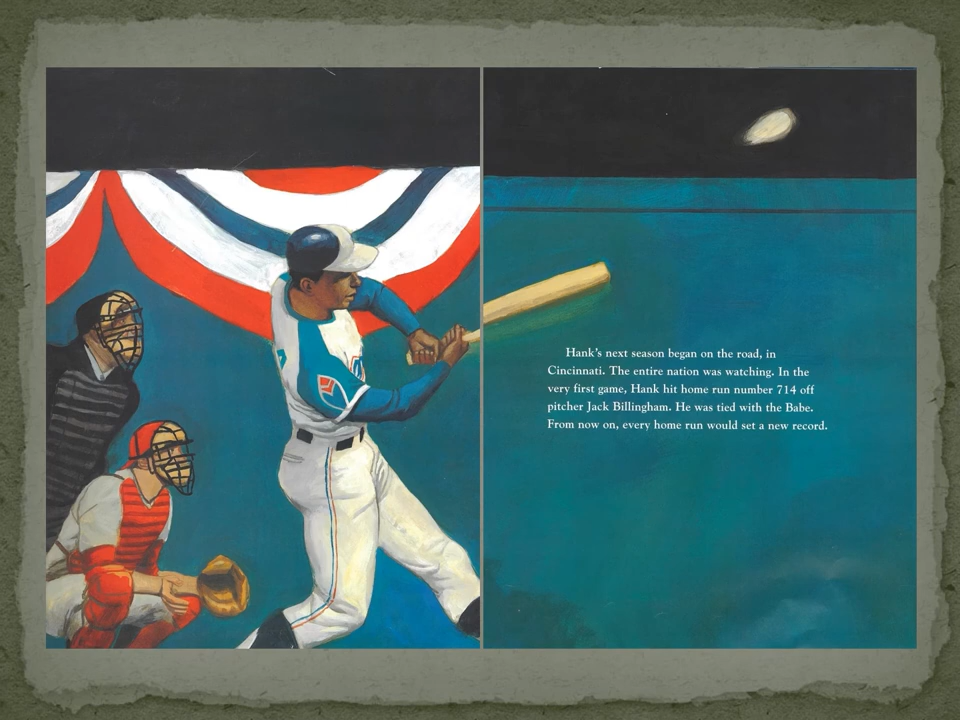 Hank's next season began on the road, in
Cincinnati. The entire nation was watching. In the
very first game, Hank hit home run number 714 off
pitcher Jack Billingham. He was tied with the Babe.
From now on, every home run would set a new record.